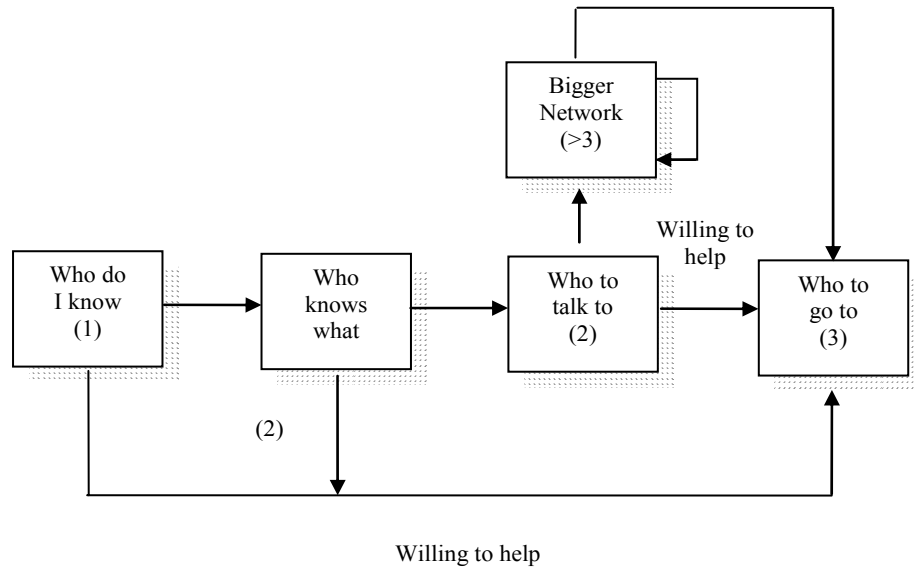 Bigger
Network
(>3)
Willing to
help
Who do
I know
(1)
Who
knows
what
Who to
talk to
(2)
Who to
go to
(3)
(2)
Willing to help